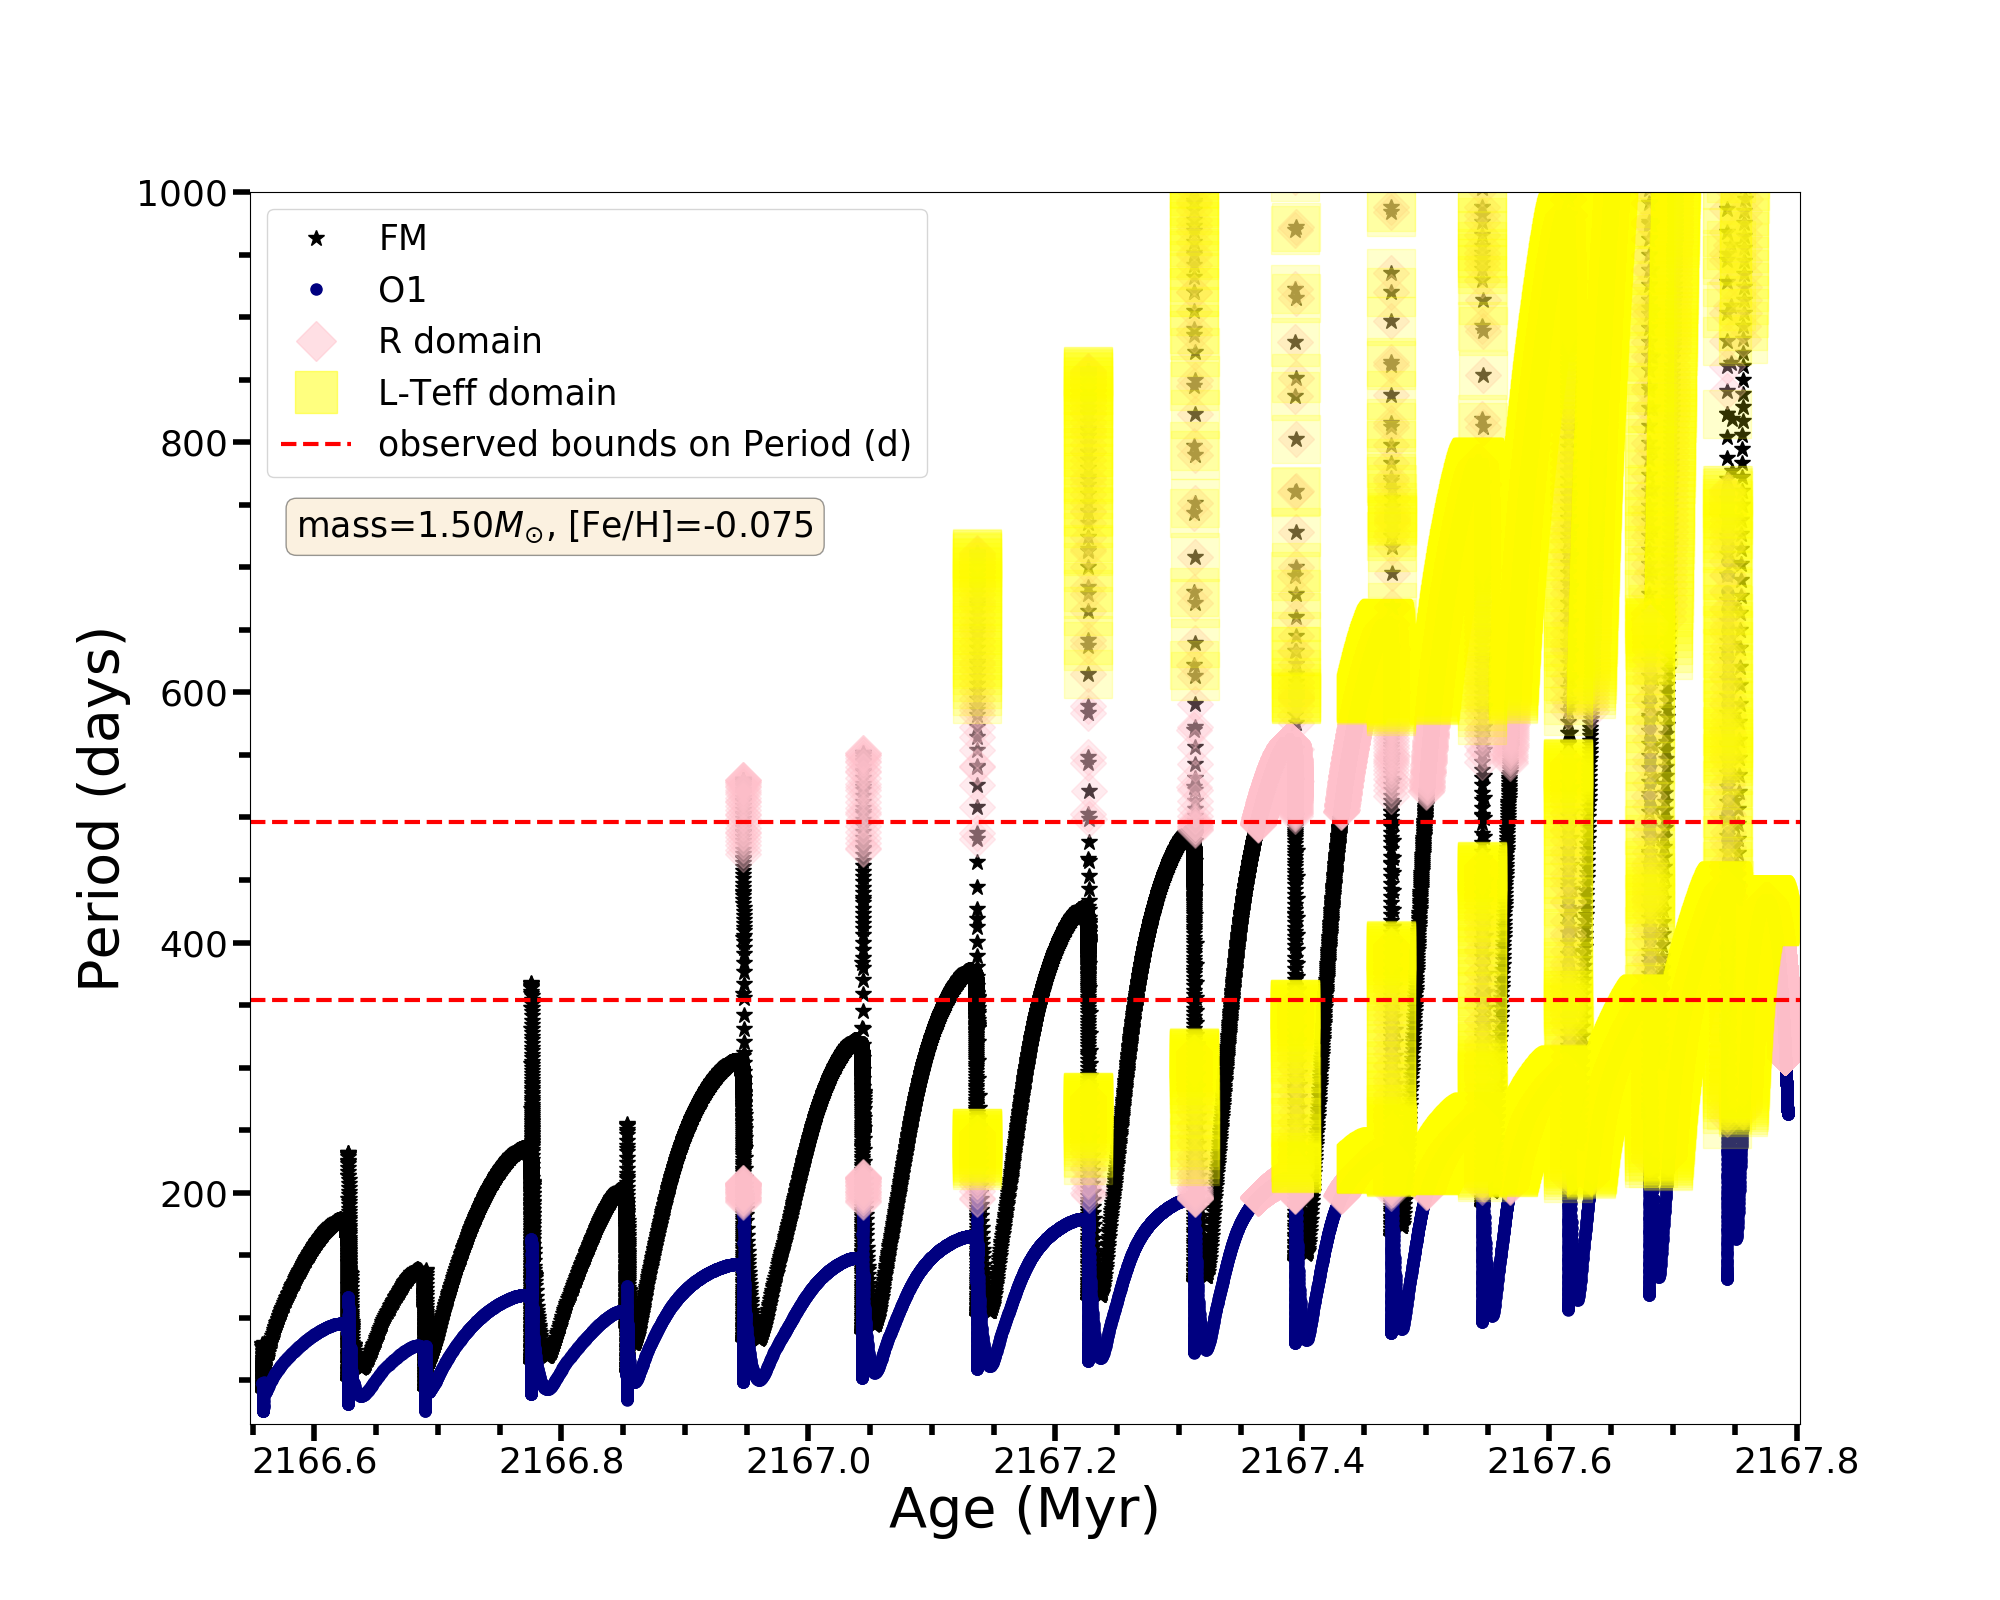 1000
800
600
400
200
Period (days)
FM
O1
R domain
L-Teff domain
observed bounds on Period (d)
mass=1.50M☉, [Fe/H]=-0.075
2166.6 2166.8 2167.0 2167.2 2167.4 2167.6 2167.8
Age (Myr)